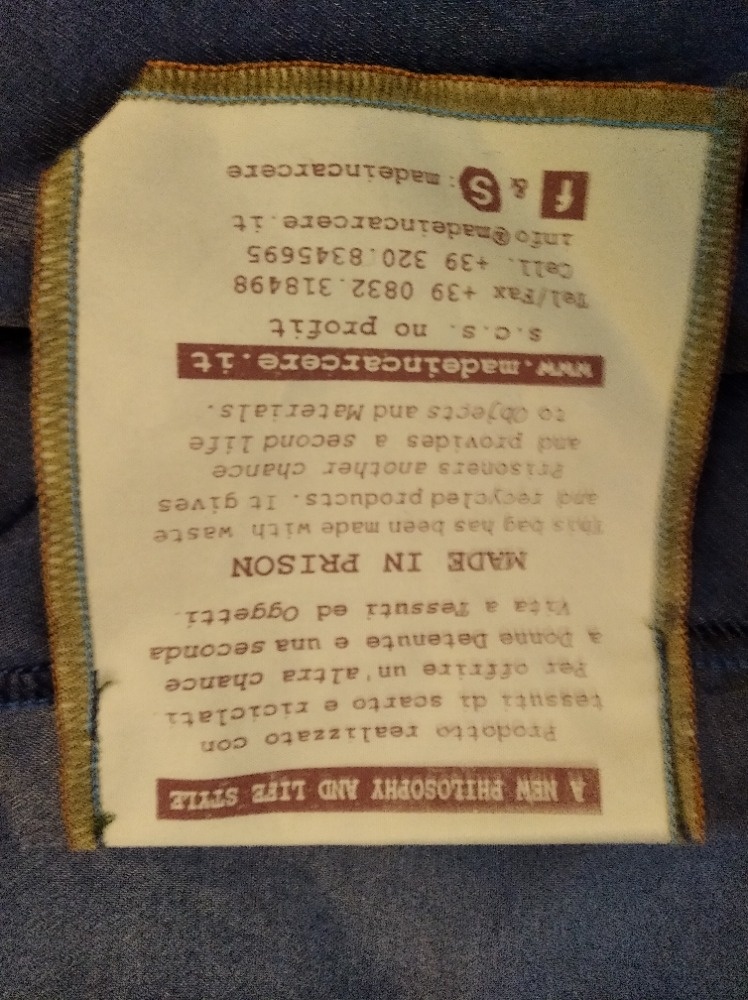 A NEW PHILOSOPHY AND LIFE STYLE
Prodotto realizzato con
tessuti di scarto e riciclati
Per offrire un'altra chance
a Donne Detenute e una seconda
Vita a Tessuti ed Oggetti.
MADE IN PRISON
This bag has been made with waste
and recycled products. It gives
Prisoners another chance
and provides a second life
to Objects and Materials.
www.madeincarcere.it
s.c.s. no profit
Tel/Fax +39 0832.318498
Cell. +39 320.8345695
info@madeincarcere.it
f & S: madeincarcere